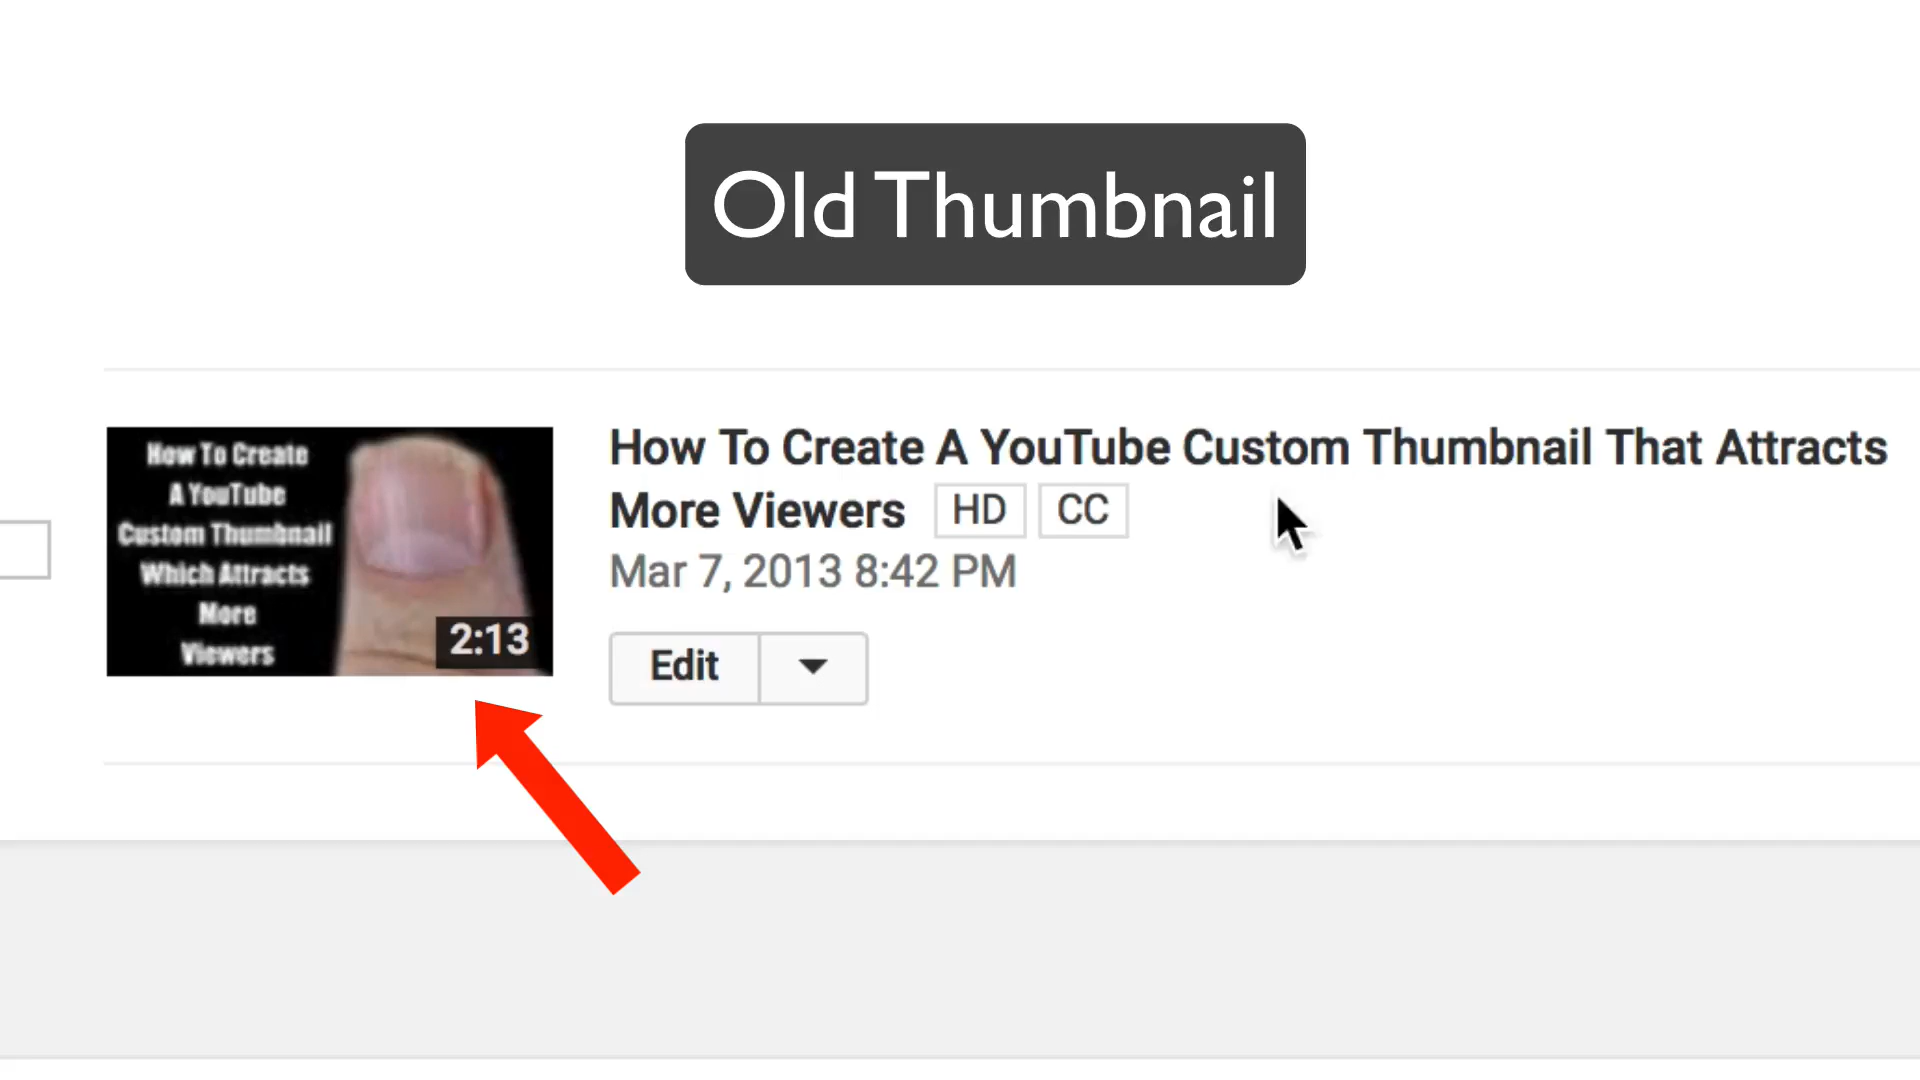 Old Thumbnail
How To Create
A YouTube
Custom Thumbnail
Which Attracts
More
Viewers
2:13
How To Create A YouTube Custom Thumbnail That Attracts
More Viewers HD CC
Mar 7, 2013 8:42 PM
Edit